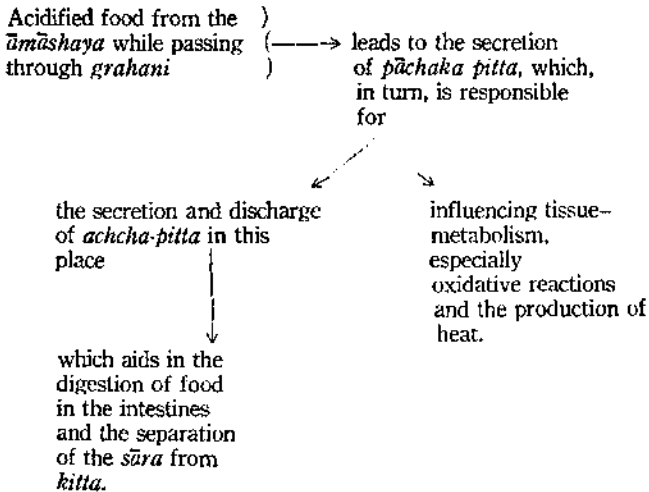 Acidified food from the )
āmāshaya while passing (----→ leads to the secretion
through grahani ) of pāchaka pitta, which,
in turn, is responsible
for
the secretion and discharge
of achcha-pitta in this
place
influencing tissue–
metabolism,
especially
oxidative reactions
and the production of
heat.
which aids in the
digestion of food
in the intestines
and the separation
of the sāra from
kitta.